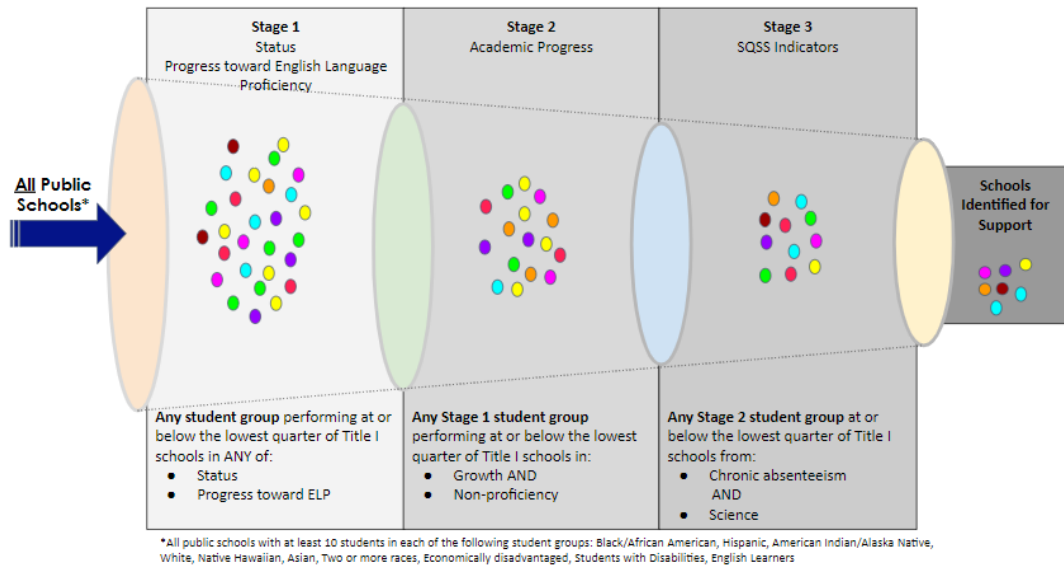 Stage 1
Status
Progress toward English Language
Proficiency
Stage 2
Academic Progress
Stage 3
SQSS Indicators
All Public
Schools*
Schools
Identified for
Support
Any student group performing at or
below the lowest quarter of Title I
schools in ANY of:
● Status
● Progress toward ELP
Any Stage 1 student group
performing at or below the lowest
quarter of Title I schools in:
● Growth AND
● Non-proficiency
Any Stage 2 student group at or
below the lowest quarter of Title I
schools from:
● Chronic absenteeism
AND
● Science
*All public schools with at least 10 students in each of the following student groups: Black/African American, Hispanic, American Indian/Alaska Native,
White, Native Hawaiian, Asian, Two or more races, Economically disadvantaged, Students with Disabilities, English Learners